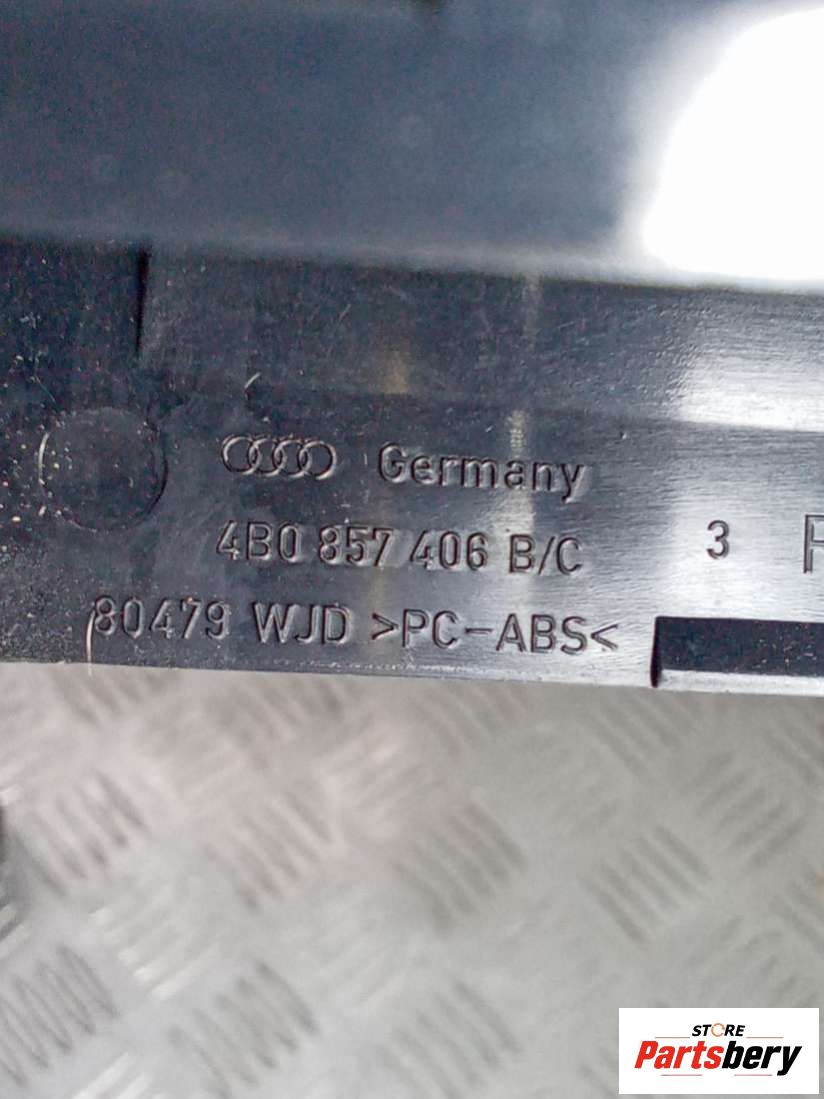 Germany
4B0 857 406 B/C 3
80479 WJD >PC-ABS<
STORE
Partsbery